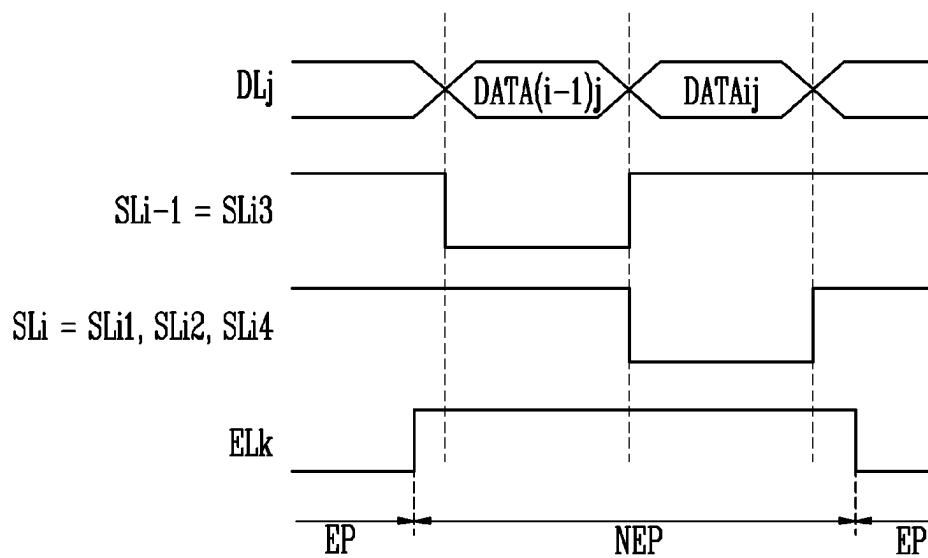 DLj
DATA(i-1)j
DATAij
SLi-1 = SLi3
SLi = SLi1, SLi2, SLi4
ELk
EP
NEP
EP